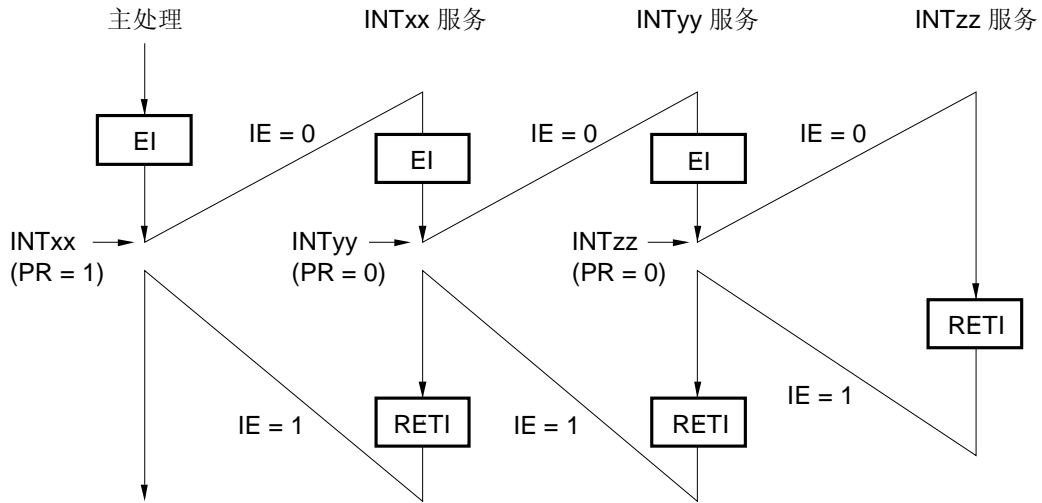 主处理
INTxx 服务
INTyy 服务
INTzz 服务
EI
IE = 0
EI
IE = 0
EI
IE = 0
INTxx
(PR = 1)
INTyy
(PR = 0)
INTzz
(PR = 0)
RETI
IE = 1
RETI
IE = 1
RETI
IE = 1